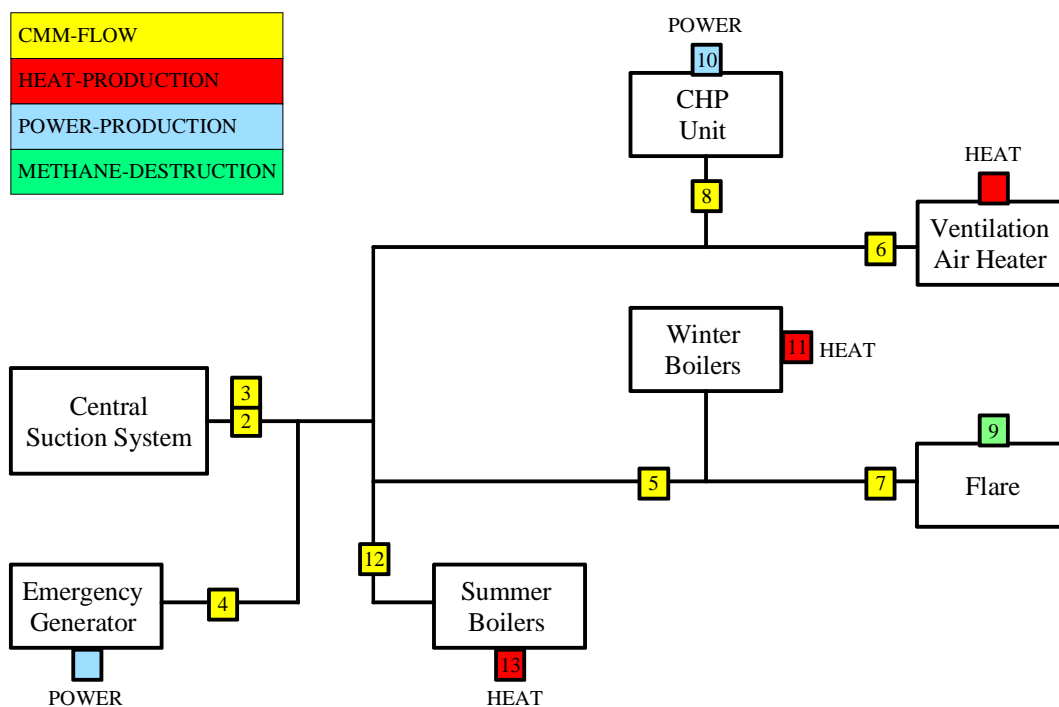 CMM-FLOW
HEAT-PRODUCTION
POWER-PRODUCTION
METHANE-DESTRUCTION
POWER
10
CHP
Unit
8
HEAT
Ventilation
Air Heater
6
Winter
Boilers
11
HEAT
3
2
Central
Suction System
9
Flare
5
7
12
Emergency
Generator
4
POWER
Summer
Boilers
13
HEAT